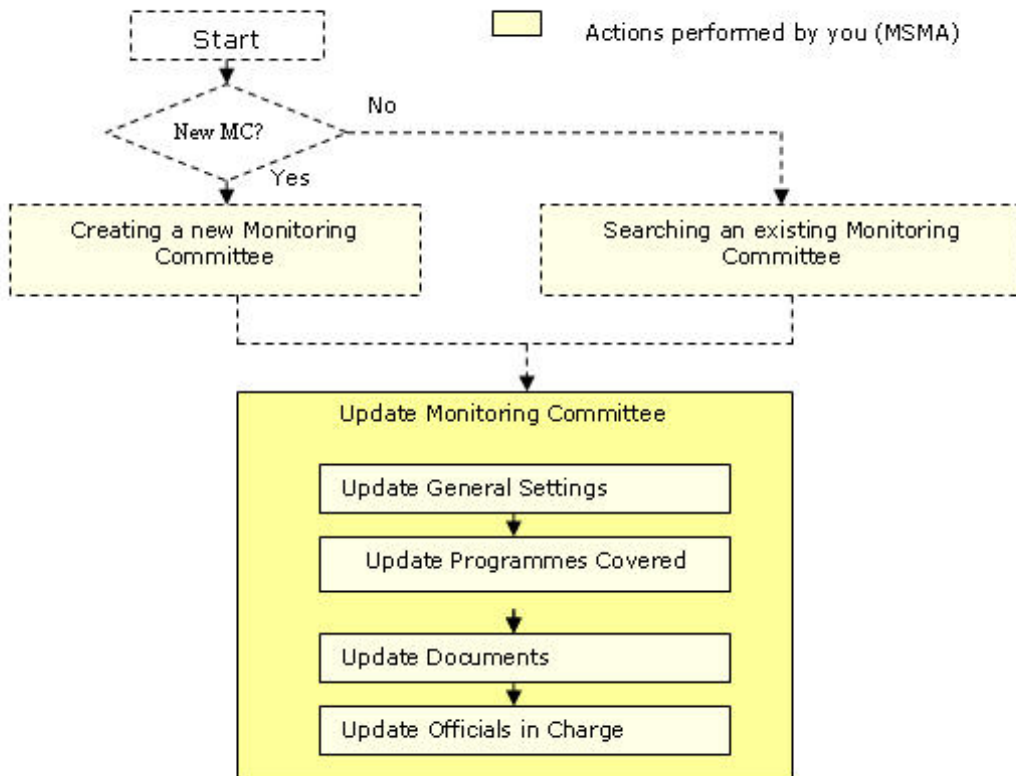 Start
Actions performed by you (MSMA)
No
New MC?
Yes
Creating a new Monitoring
Committee
Searching an existing Monitoring
Committee
Update Monitoring Committee
Update General Settings
Update Programmes Covered
Update Documents
Update Officials in Charge